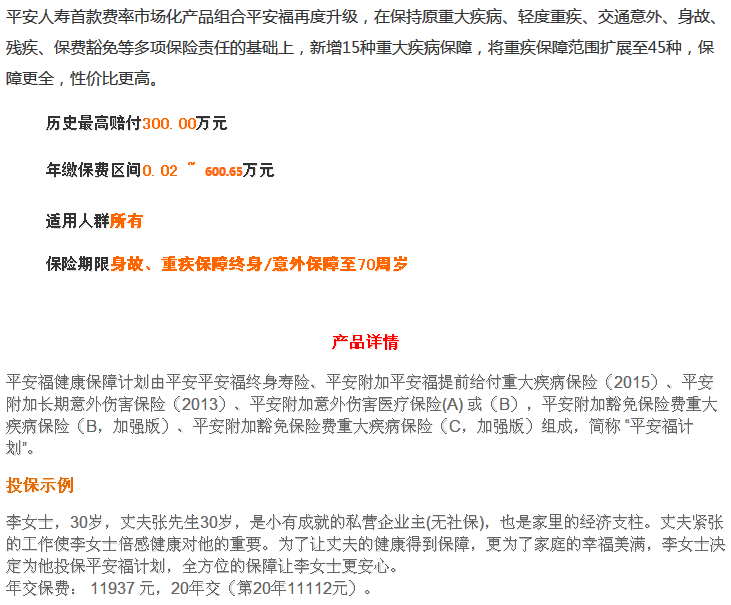 平安人寿首款费率市场化产品组合平安福再度升级，在保持原重大疾病、轻度重疾、交通意外、身故、
残疾、保费豁免等多项保险责任的基础上，新增15种重大疾病保障，将重疾保障范围扩展至45种，保
障更全，性价比更高。
历史最高赔付300.00万元
年缴保费区间0.02 ~ 600.65万元
适用人群所有
保险期限身故、重疾保障终身/意外保障至70周岁
产品详情
平安福健康保障计划由平安平安福终身寿险、平安附加平安福提前给付重大疾病保险（2015）、平安
附加长期意外伤害保险（2013）、平安附加意外伤害医疗保险(A) 或（B），平安附加豁免保险费重大
疾病保险（B，加强版）、平安附加豁免保险费重大疾病保险（C，加强版）组成，简称 “平安福计
划”。
投保示例
李女士，30岁，丈夫张先生30岁，是小有成就的私营企业主(无社保)，也是家里的经济支柱。丈夫紧张
的工作使李女士倍感健康对他的重要。为了让丈夫的健康得到保障，更为了家庭的幸福美满，李女士决
定为他投保平安福计划，全方位的保障让李女士更安心。
年交保费： 11937 元，20年交（第20年11112元）。